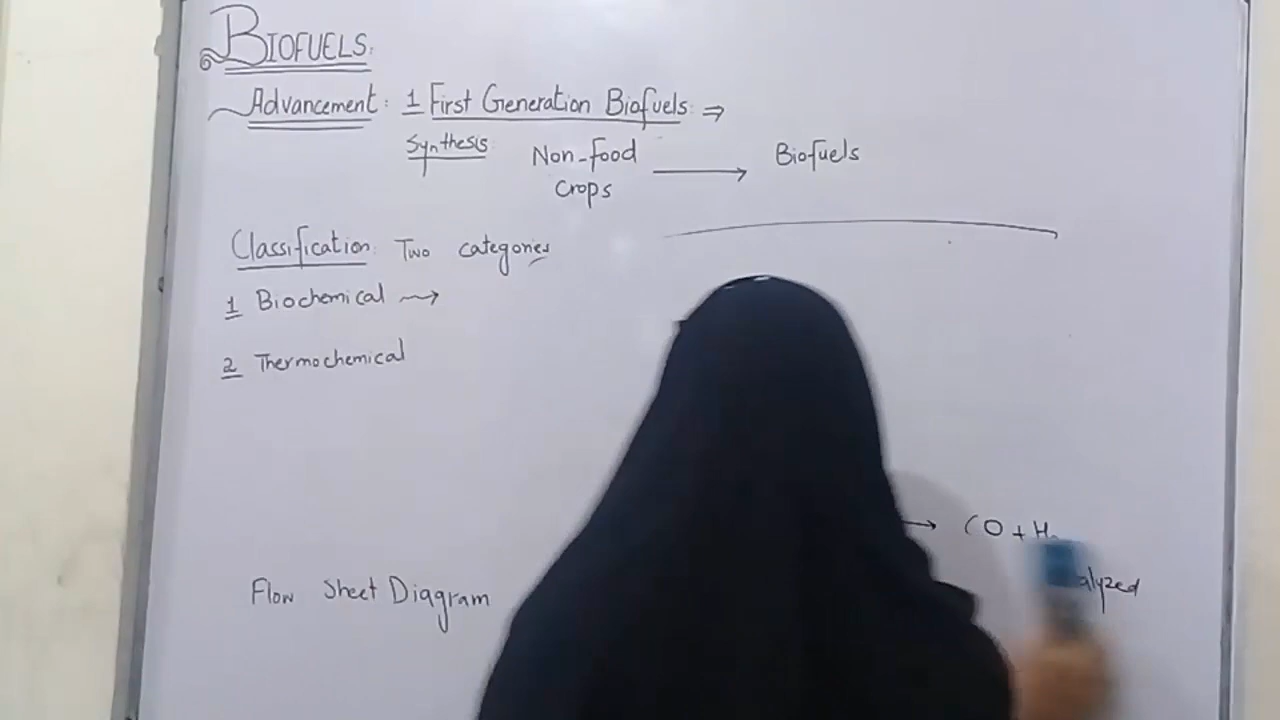 BIOFUELS:
Advancement: 1 First Generation Biofuels: ⇒
Synthesis: Non-food Crops → Biofuels
Classification: Two categories
1 Biochemical →
2 Thermochemical
→ CO + H
Flow Sheet Diagram